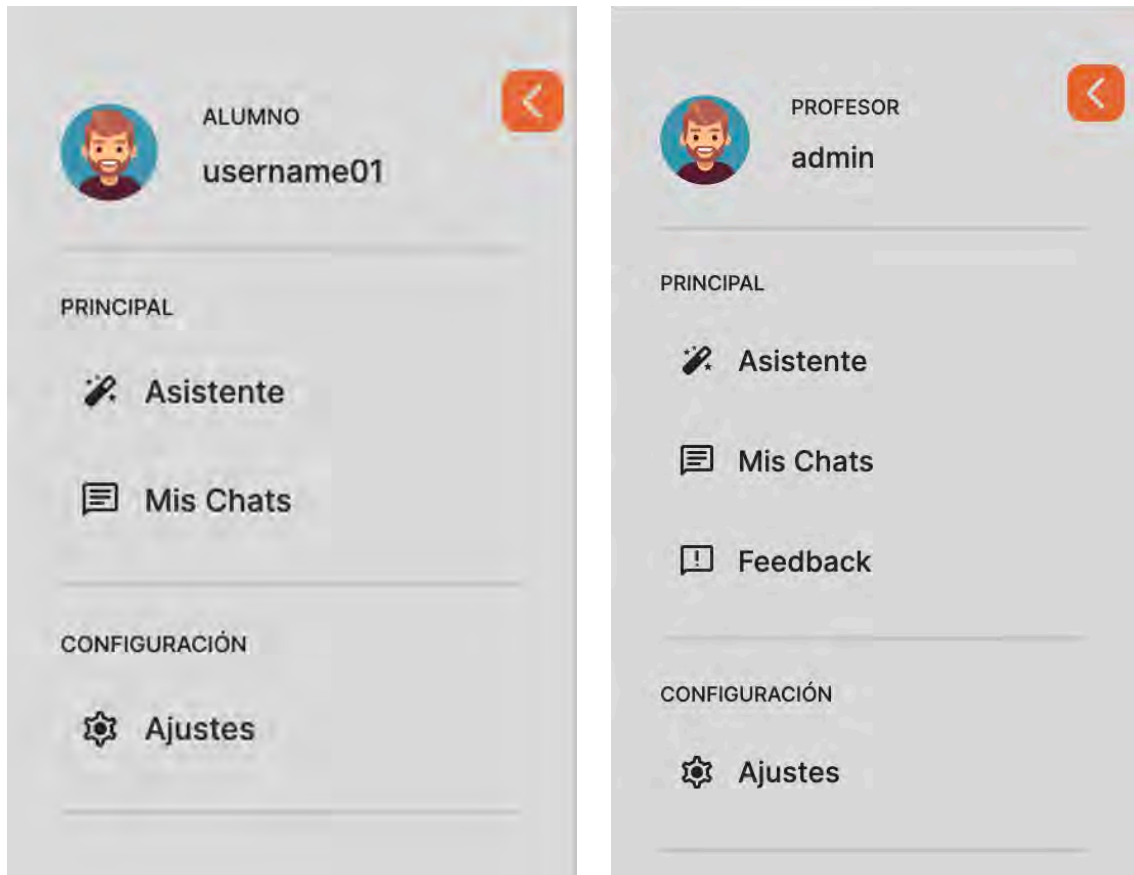 ALUMNO
username01
PRINCIPAL
Asistente
Mis Chats
CONFIGURACIÓN
Ajustes
PROFESOR
admin
PRINCIPAL
Asistente
Mis Chats
Feedback
CONFIGURACIÓN
Ajustes